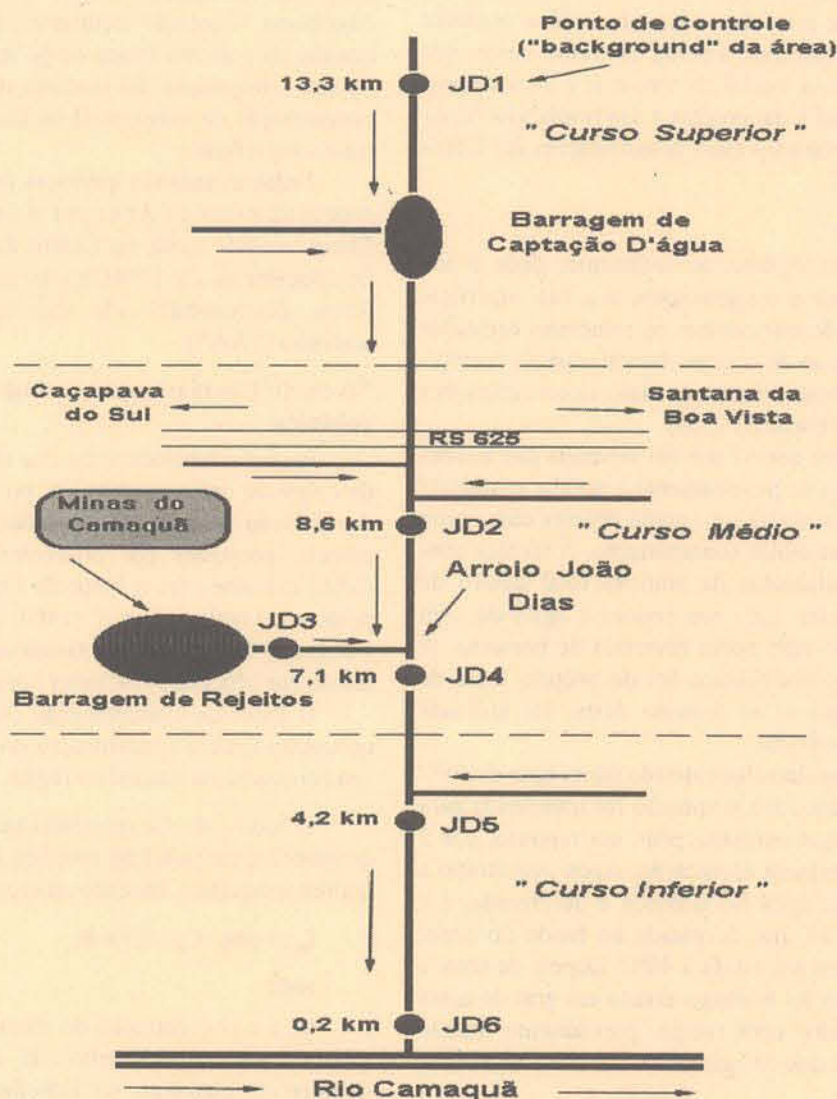 Ponto de Controle
("background" da área)
13,3 km
JD1
"Curso Superior"
Barragem de
Captação D'água
Caçapava
do Sul
Santana da
Boa Vista
RS 625
Minas do
Camaquã
8,6 km
JD2
"Curso Médio"
Arroio João
Dias
JD3
7,1 km
JD4
Barragem de Rejeitos
4,2 km
JD5
"Curso Inferior"
0,2 km
JD6
Rio Camaquã